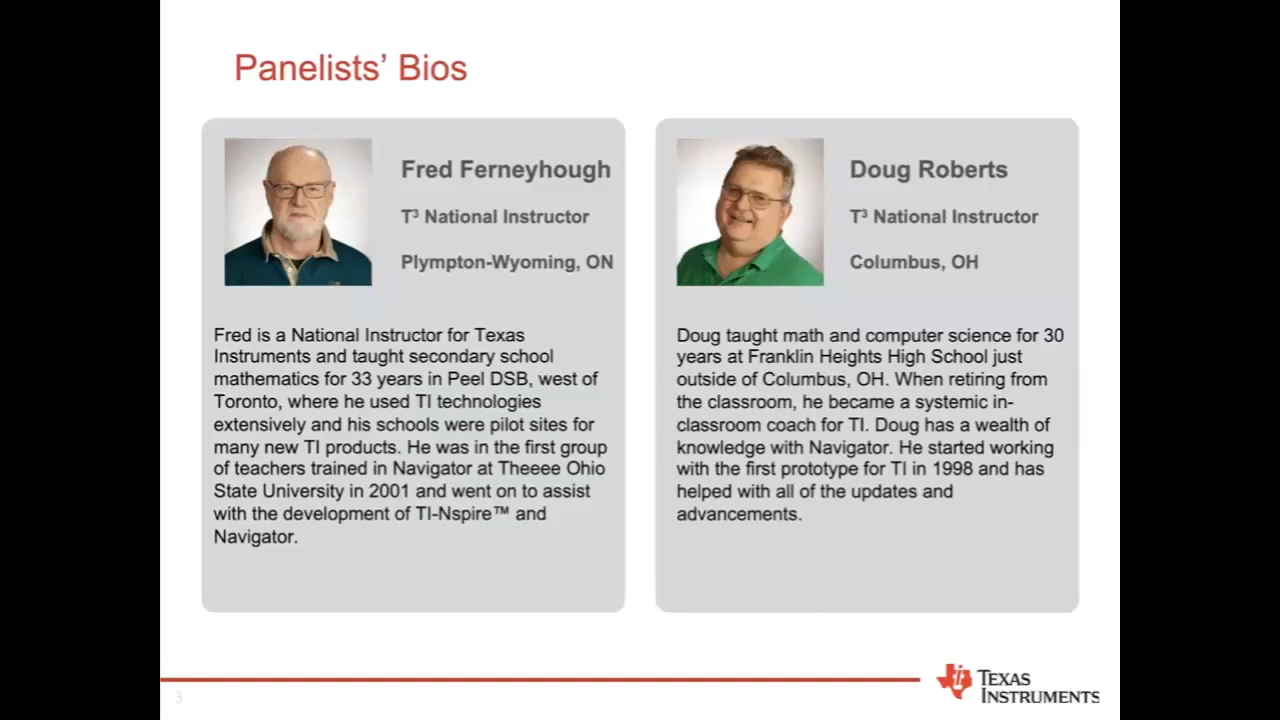 Panelists’ Bios
Fred Ferneyhough
T³ National Instructor
Plympton-Wyoming, ON
Fred is a National Instructor for Texas
Instruments and taught secondary school
mathematics for 33 years in Peel DSB, west of
Toronto, where he used TI technologies
extensively and his schools were pilot sites for
many new TI products. He was in the first group
of teachers trained in Navigator at Theeee Ohio
State University in 2001 and went on to assist
with the development of TI-Nspire™ and
Navigator.
Doug Roberts
T³ National Instructor
Columbus, OH
Doug taught math and computer science for 30
years at Franklin Heights High School just
outside of Columbus, OH. When retiring from
the classroom, he became a systemic in-
classroom coach for TI. Doug has a wealth of
knowledge with Navigator. He started working
with the first prototype for TI in 1998 and has
helped with all of the updates and
advancements.
3
TEXAS
INSTRUMENTS